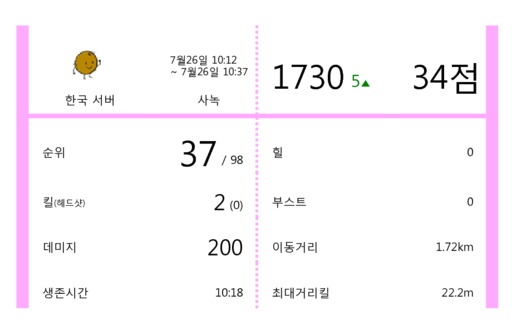 7월26일 10:12
~ 7월26일 10:37
한국 서버
사녹
1730 5▲ 34점
순위 37 / 98
힐 0
킬(헤드샷) 2 (0)
부스트 0
데미지 200
이동거리 1.72km
생존시간 10:18
최대거리킬 22.2m